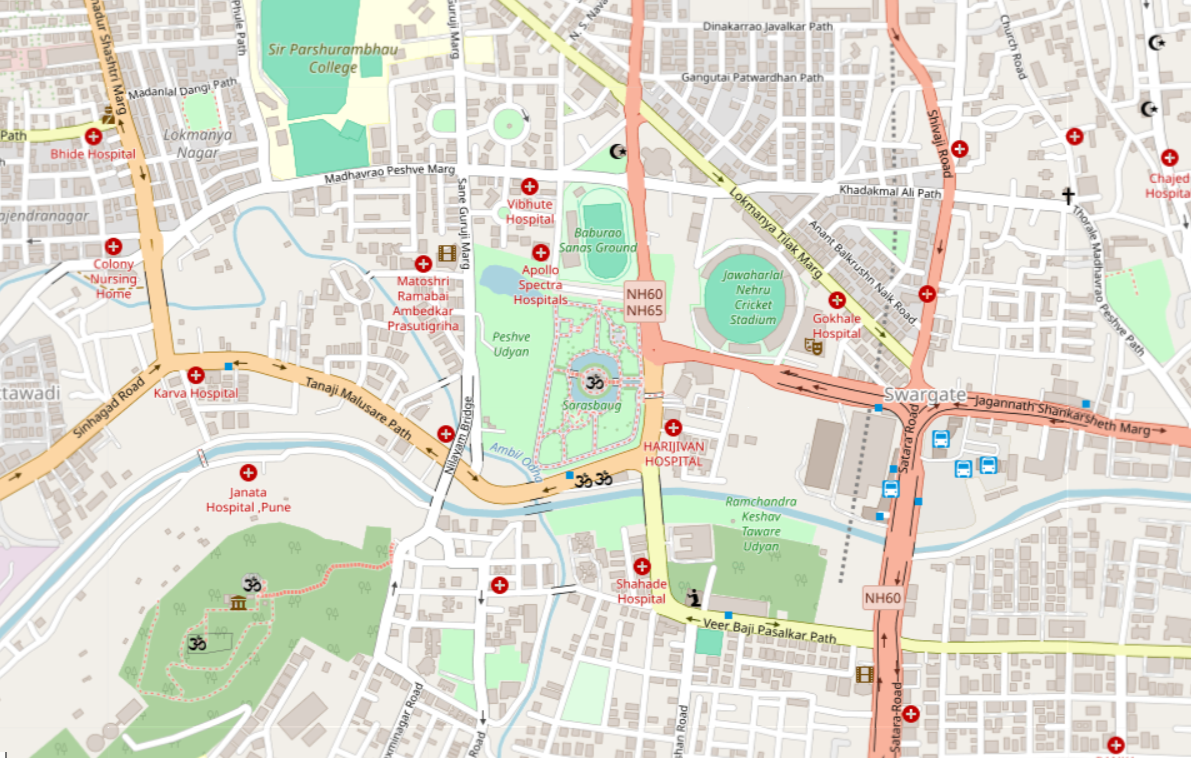 Dinakarrao Javalkar Path
N. S. Nava
Phule Path
Guruji Marg
Church Road
hadur Shashtri Marg
Sir Parshurambhau
College
Gangutai Patwardhan Path
Madanlal Dangi Path
Path
Lokmanya
Nagar
Bhide Hospital
Shivaji Road
Chajed
Hospita
Madhavrao Peshve Marg
Khadakmal Ali Path
Lokmanya Tilak Marg
Vibhute
Hospital
ajendranagar
Baburao
Sanas Ground
Sane Guruji Marg
Anant Balkrushn Naik Road
Thorale Madhavrao Peshve Path
Colony
Nursing
Home
Matoshri
Ramabai
Ambedkar
Prasutigriha
Apollo
Spectra
Hospitals
Jawaharlal
Nehru
Cricket
Stadium
NH60
NH65
Gokhale
Hospital
Peshve
Udyan
Karva Hospital
ttawadi
Tanaji Malusare Path
Sinhagad Road
Sarasbaug
Swargate
Jagannath Shankarsheth Marg
Nilayam Bridge
Ambil Odha
HARIJIVAN
HOSPITAL
Satara Road
Janata
Hospital ,Pune
Ramchandra
Keshav
Taware
Udyan
Shahade
Hospital
NH60
Veer Baji Pasalkar Path
xminagar Road
Road
shan Road
Satara Road